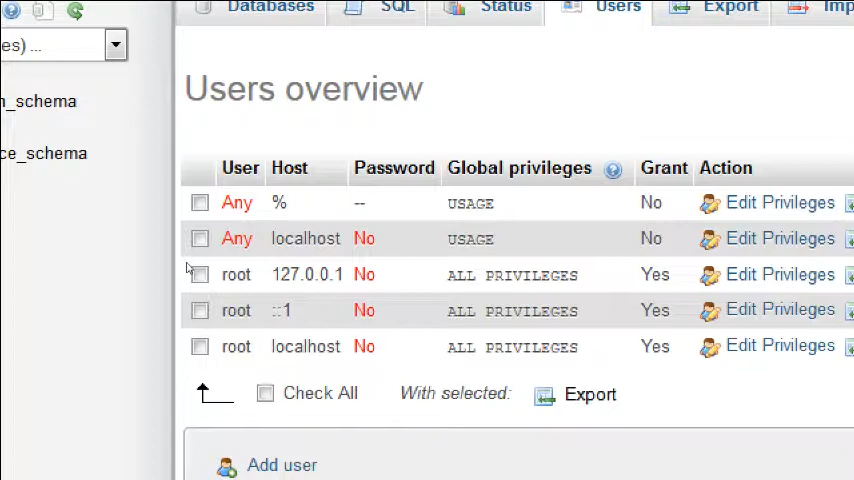 Databases SQL Status Users Export
es) ...
n_schema
ce_schema
Users overview
User Host Password Global privileges Grant Action
Any % -- USAGE No Edit Privileges
Any localhost No USAGE No Edit Privileges
root 127.0.0.1 No ALL PRIVILEGES Yes Edit Privileges
root ::1 No ALL PRIVILEGES Yes Edit Privileges
root localhost No ALL PRIVILEGES Yes Edit Privileges
Check All With selected: Export
Add user